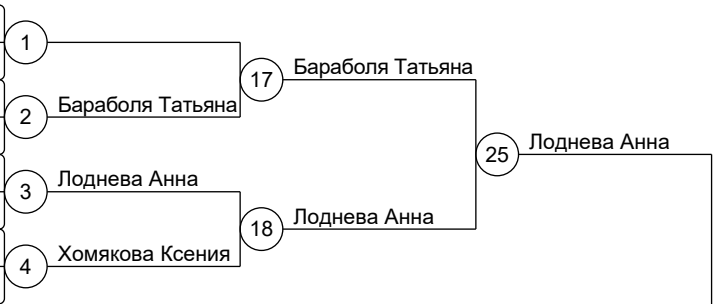 1
17
Бараболя Татьяна
2
Бараболя Татьяна
25
Лоднева Анна
3
Лоднева Анна
18
Лоднева Анна
4
Хомякова Ксения